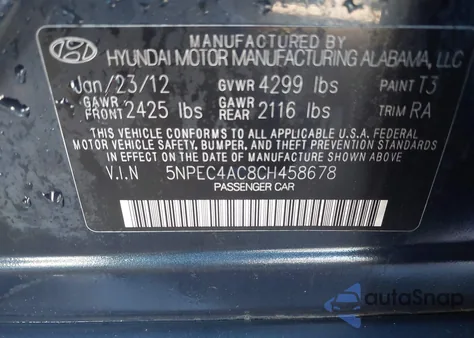 MANUFACTURED BY
HYUNDAI MOTOR MANUFACTURING ALABAMA, LLC
Jan/23/12 GVWR 4299 lbs PAINT T3
GAWR FRONT 2425 lbs GAWR REAR 2116 lbs TRIM RA
THIS VEHICLE CONFORMS TO ALL APPLICABLE U.S.A. FEDERAL
MOTOR VEHICLE SAFETY, BUMPER, AND THEFT PREVENTION
STANDARDS IN EFFECT ON THE DATE OF MANUFACTURE SHOWN ABOVE.
V.I.N 5NPEC4AC8CH458678
PASSENGER CAR
autoSnap